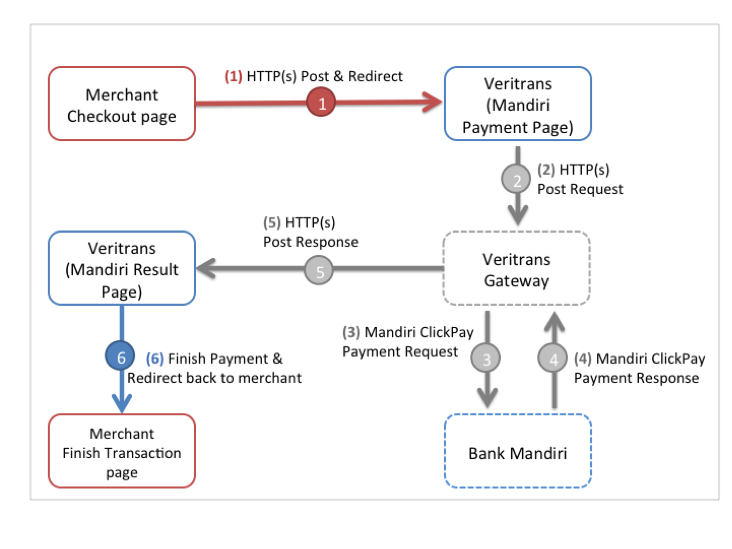 (1) HTTP(s) Post & Redirect
Merchant
Checkout page
1
Veritrans
(Mandiri
Payment Page)
2
(2) HTTP(s)
Post Request
(5) HTTP(s)
Post Response
Veritrans
(Mandiri Result
Page)
5
Veritrans
Gateway
(3) Mandiri ClickPay
Payment Request
3
4
(4) Mandiri ClickPay
Payment Response
6
(6) Finish Payment &
Redirect back to merchant
Merchant
Finish Transaction
page
Bank Mandiri